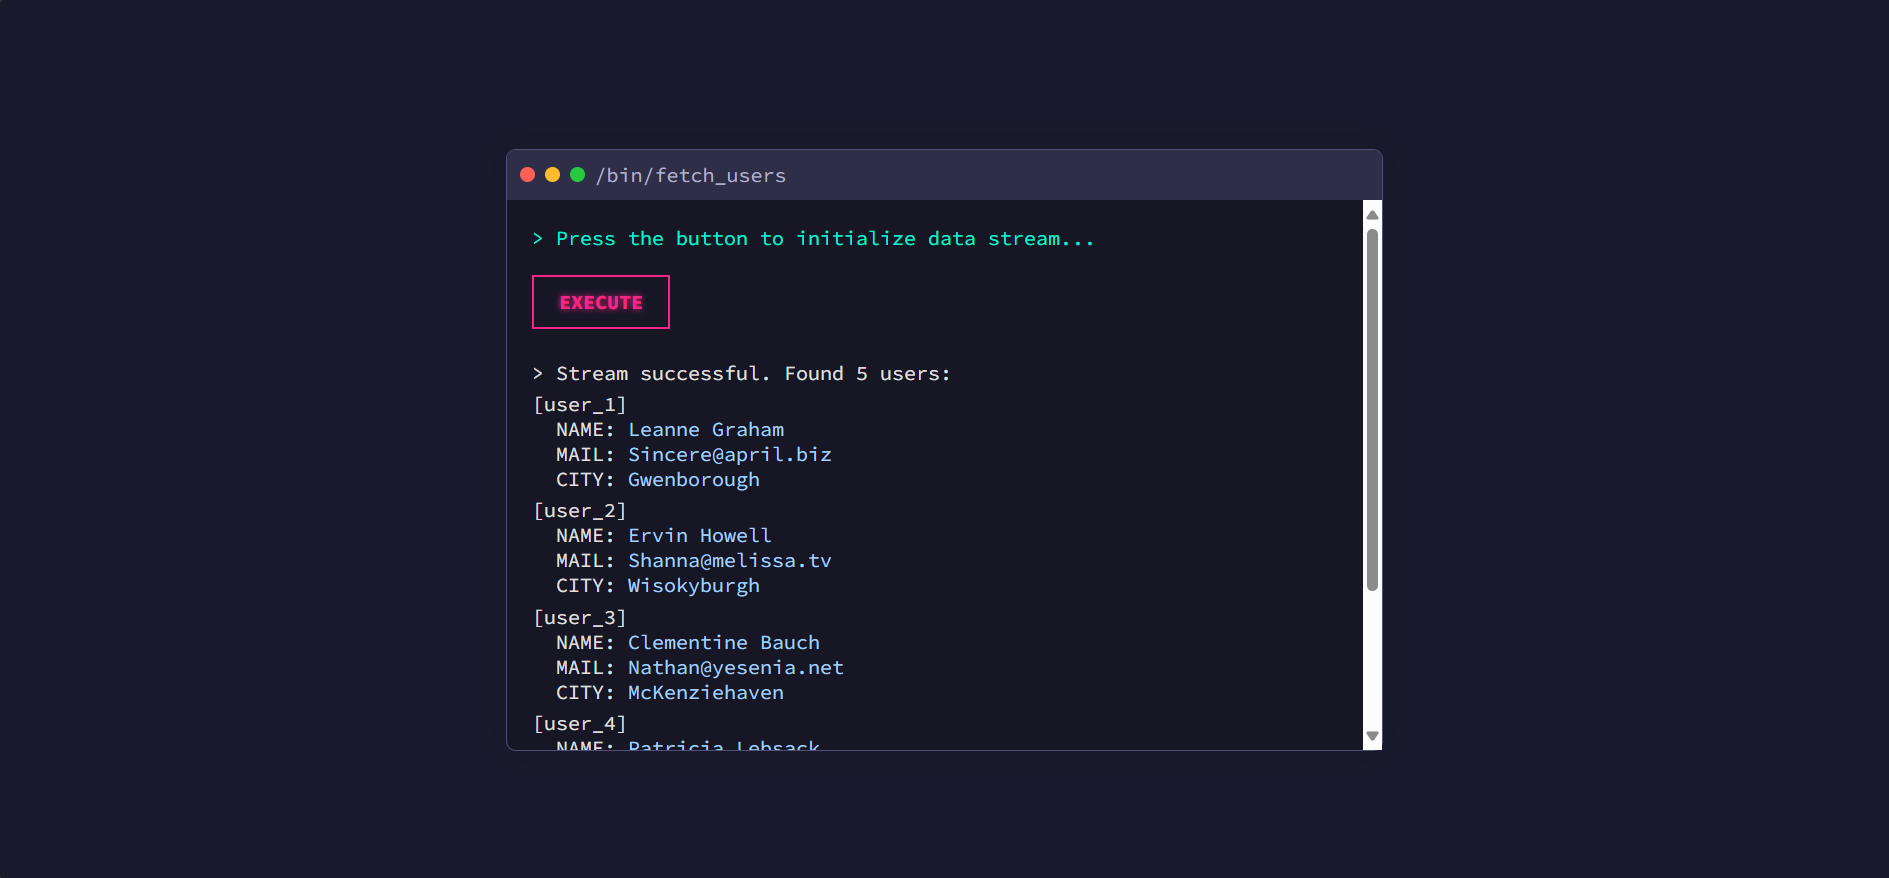 /bin/fetch_users
> Press the button to initialize data stream...
EXECUTE
> Stream successful. Found 5 users:
[user_1]
NAME: Leanne Graham
MAIL: Sincere@april.biz
CITY: Gwenborough
[user_2]
NAME: Ervin Howell
MAIL: Shanna@melissa.tv
CITY: Wisokyburgh
[user_3]
NAME: Clementine Bauch
MAIL: Nathan@yesenia.net
CITY: McKenziehaven
[user_4]
NAME: Patricia Lebsack